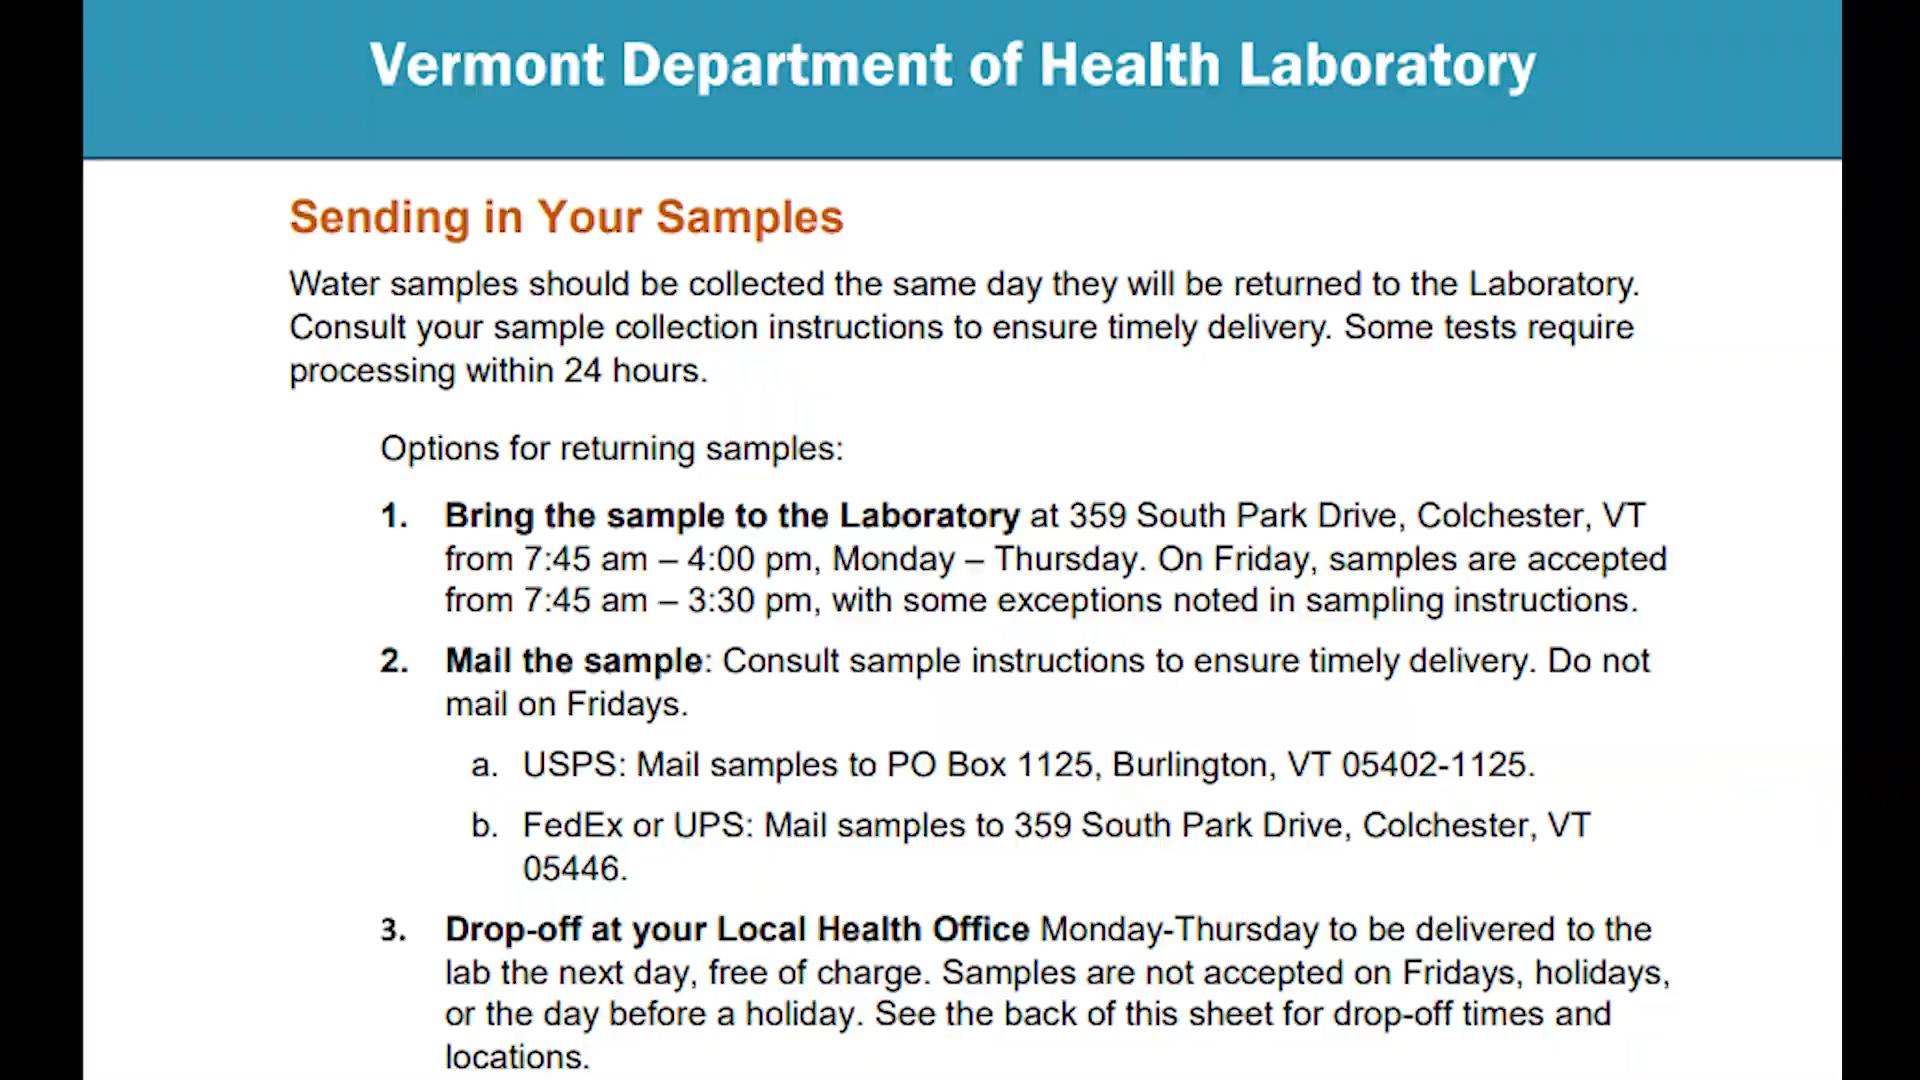 Vermont Department of Health Laboratory
Sending in Your Samples
Water samples should be collected the same day they will be returned to the Laboratory.
Consult your sample collection instructions to ensure timely delivery. Some tests require
processing within 24 hours.
Options for returning samples:
1. Bring the sample to the Laboratory at 359 South Park Drive, Colchester, VT
from 7:45 am – 4:00 pm, Monday – Thursday. On Friday, samples are accepted
from 7:45 am – 3:30 pm, with some exceptions noted in sampling instructions.
2. Mail the sample: Consult sample instructions to ensure timely delivery. Do not
mail on Fridays.
a. USPS: Mail samples to PO Box 1125, Burlington, VT 05402-1125.
b. FedEx or UPS: Mail samples to 359 South Park Drive, Colchester, VT
05446.
3. Drop-off at your Local Health Office Monday-Thursday to be delivered to the
lab the next day, free of charge. Samples are not accepted on Fridays, holidays,
or the day before a holiday. See the back of this sheet for drop-off times and
locations.